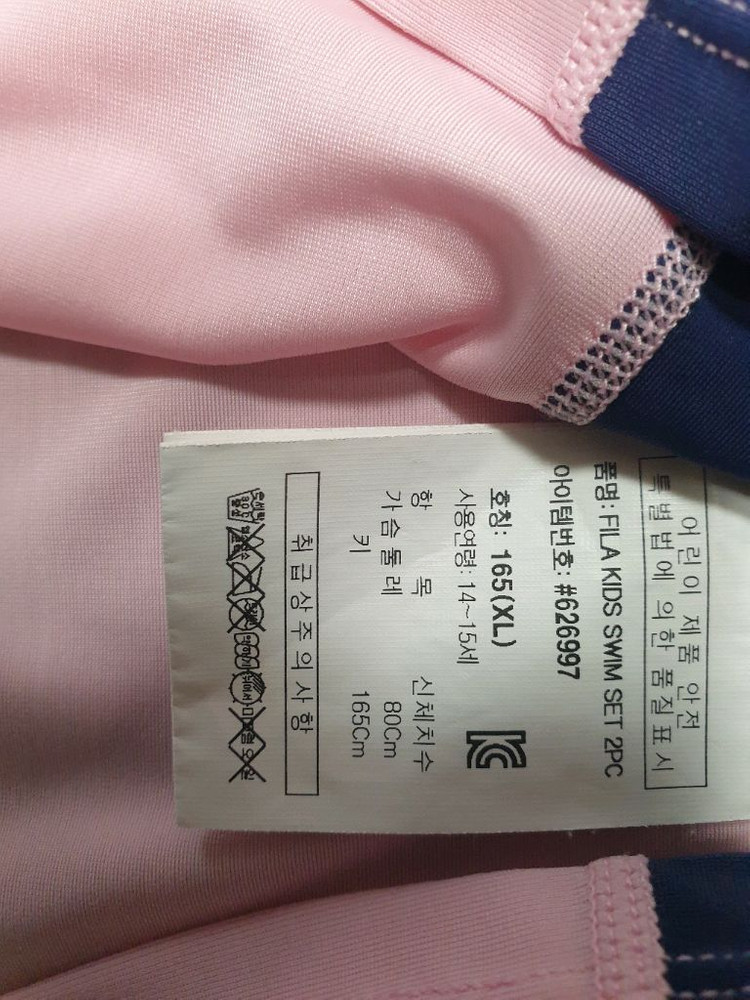 어린이 제품 안전
특별법에 의한 품질표시
품명:FILA KIDS SWIM SET 2PC
아이템번호: #626997
호칭: 165(XL)
사용연령: 14~15세
항 목 신체치수
가슴둘레 80Cm
키 165Cm
취급상주의사항